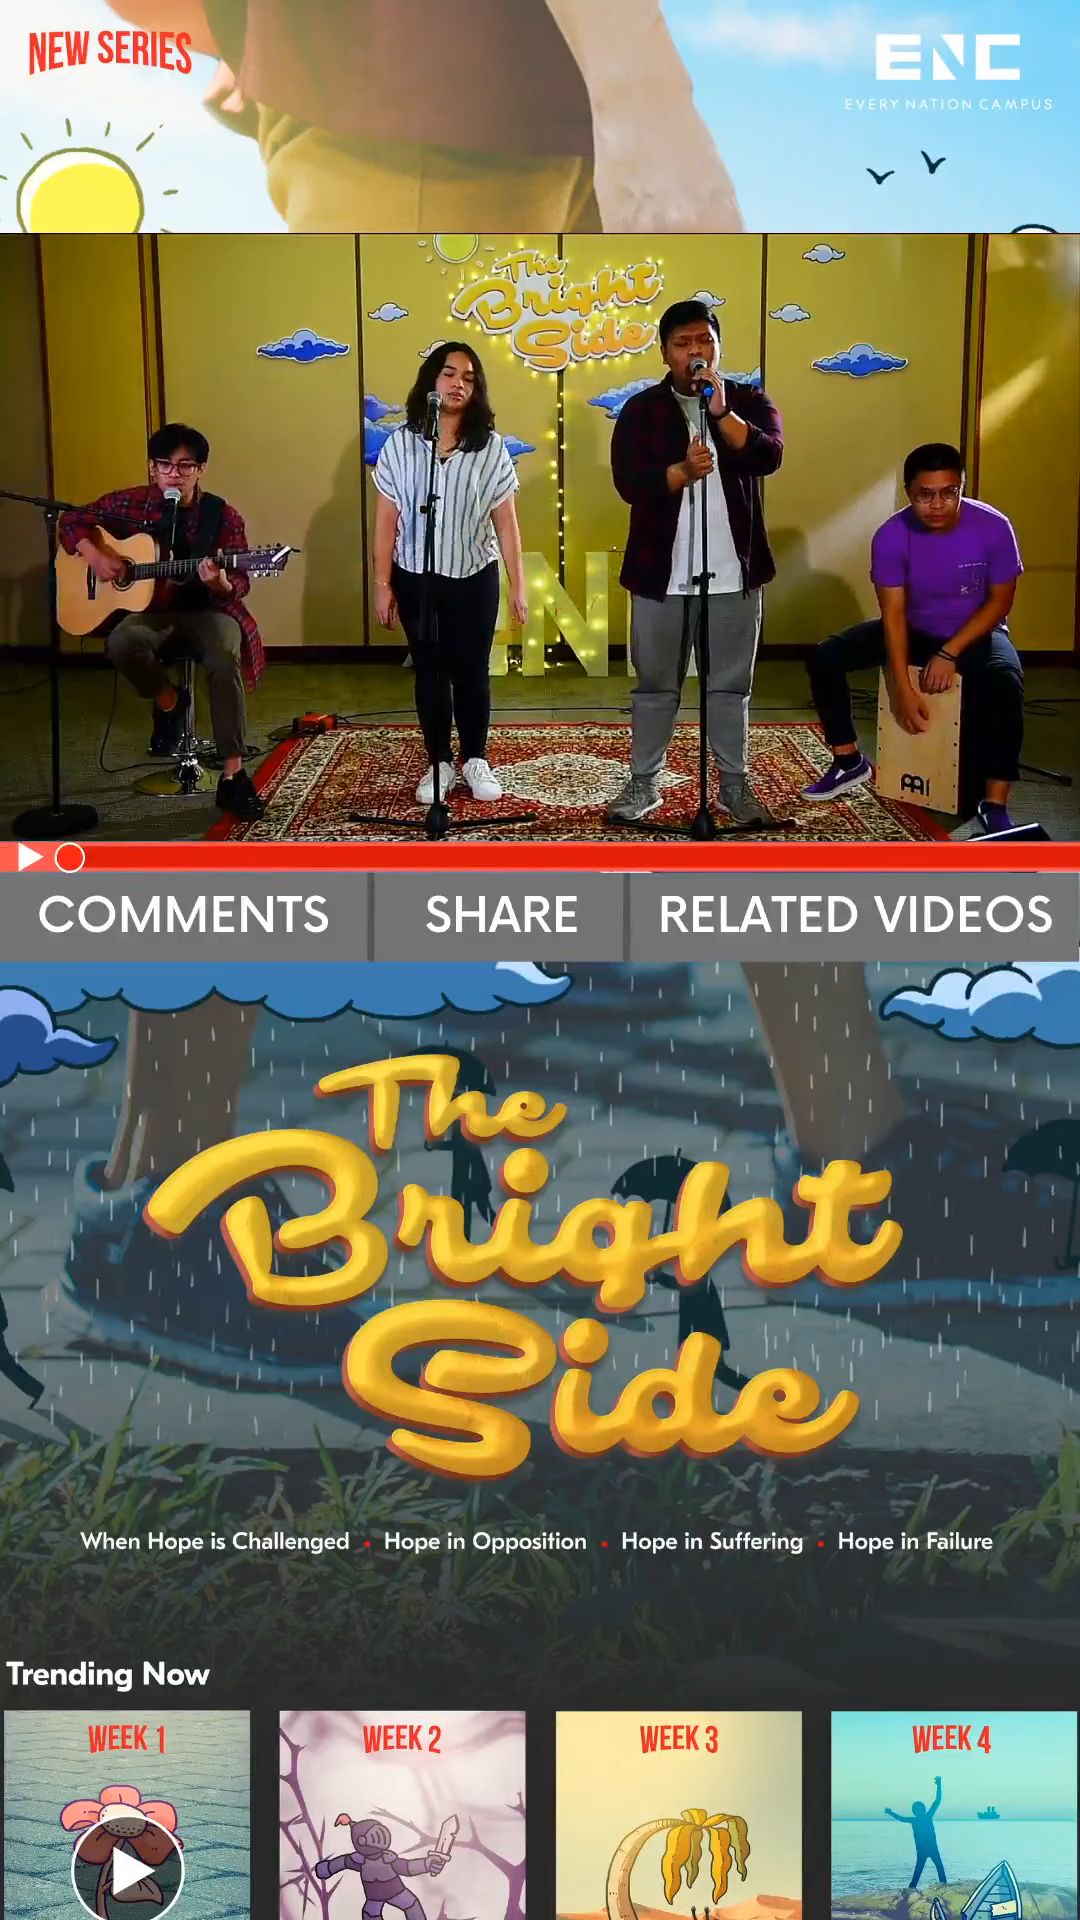 NEW SERIES
ENC
EVERY NATION CAMPUS
The
Bright
Side
EN
COMMENTS
SHARE
RELATED VIDEOS
The
Bright
Side
When Hope is Challenged • Hope in Opposition • Hope in Suffering • Hope in Failure
Trending Now
WEEK 1
WEEK 2
WEEK 3
WEEK 4